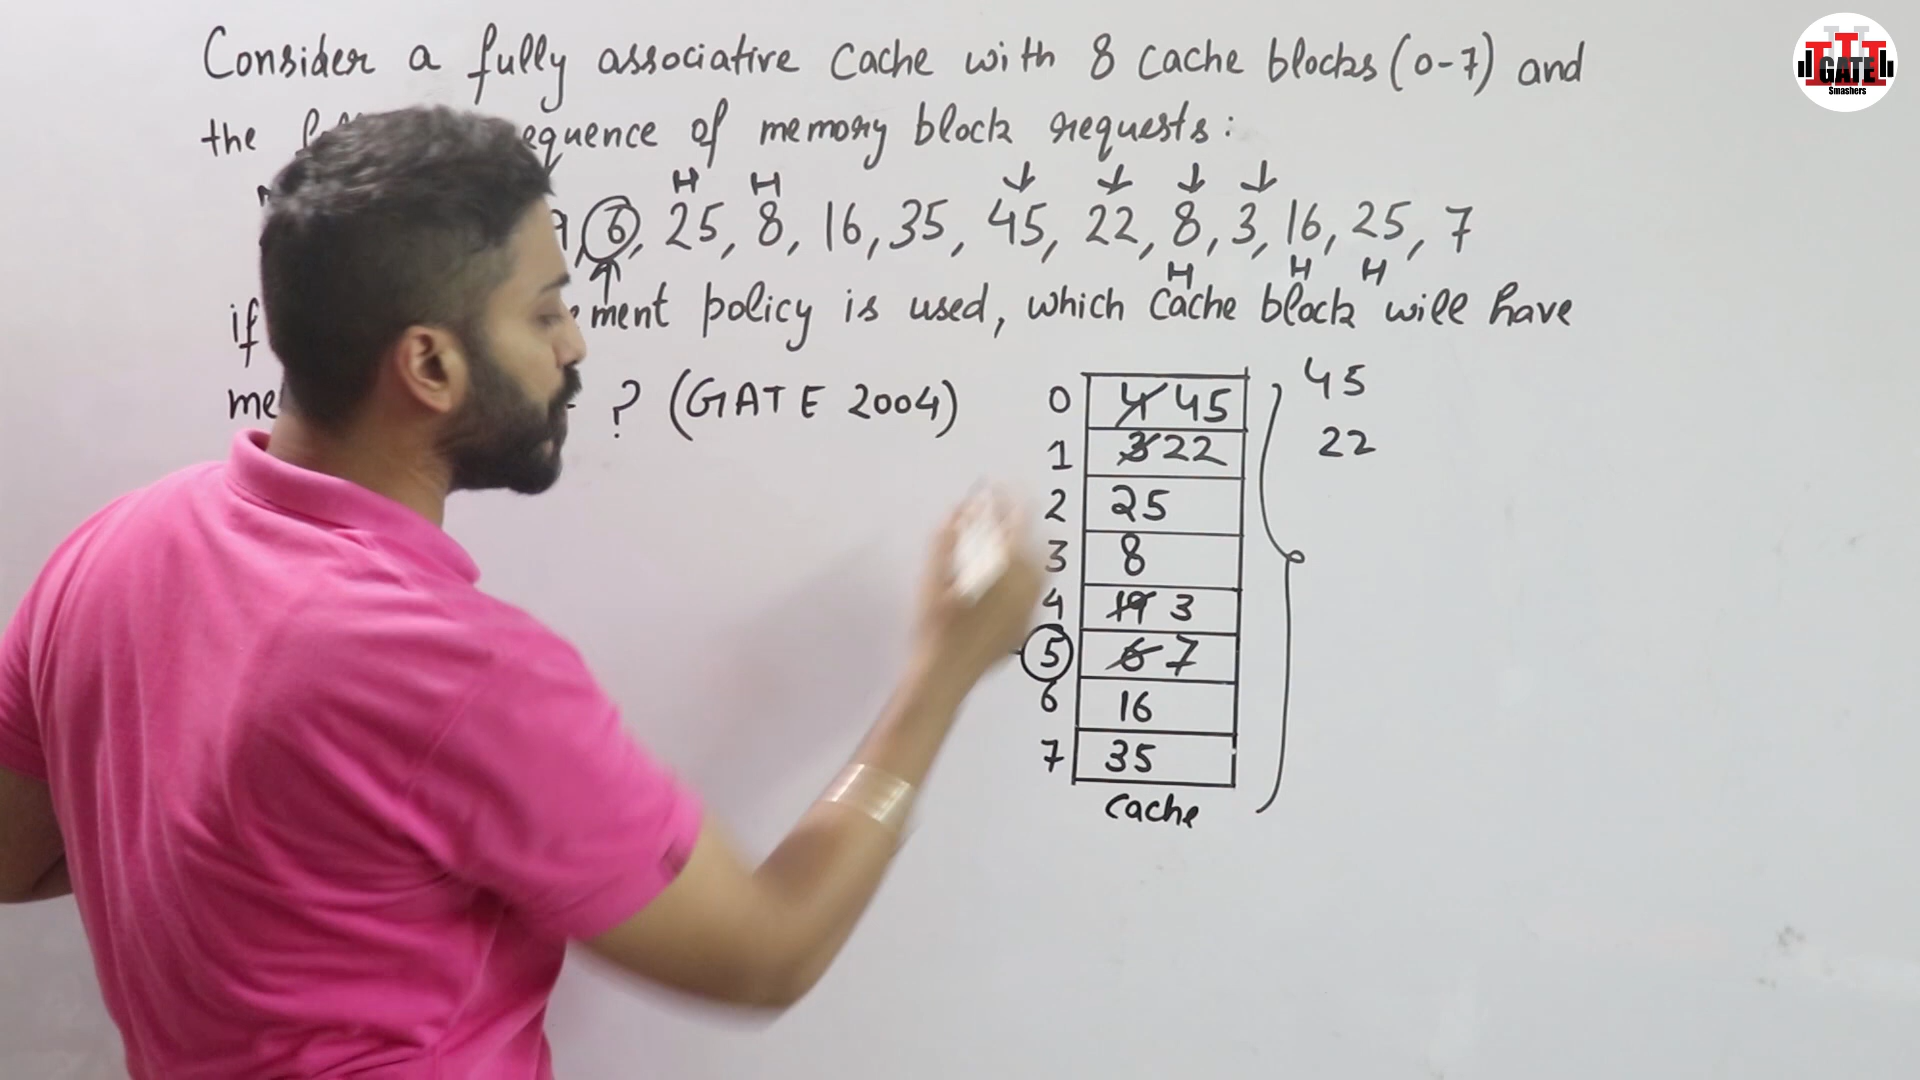 Consider a fully associative Cache with 8 Cache blocks (0-7) and
the equence of memory block requests :
H H ↓ ↓ ↓ ↓
9, 6, 25, 8, 16, 35, 45, 22, 8, 3, 16, 25, 7
↑ H H H
if ment policy is used, which Cache block will have
me ? (GATE 2004)
0 4 45
1 3 22
2 25
3 8
4 19 3
5 6 7
6 16
7 35
Cache
45
22
GATE
Smashers